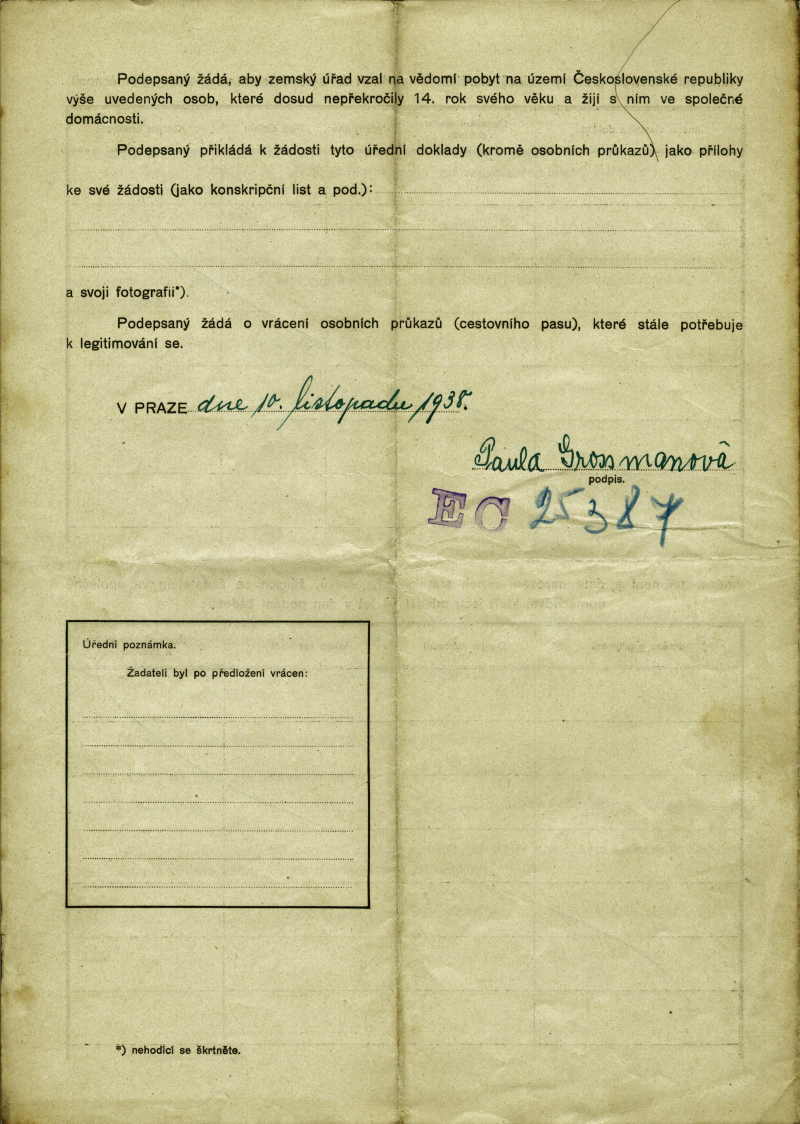 Podepsaný žádá, aby zemský úřad vzal na vědomí pobyt na území Československé republiky
výše uvedených osob, které dosud nepřekročily 14. rok svého věku a žijí s ním ve společné
domácnosti.
Podepsaný přikládá k žádosti tyto úřední doklady (kromě osobních průkazů) jako přílohy
ke své žádosti (jako konskripční list a pod.):
a svoji fotografii*).
Podepsaný žádá o vrácení osobních průkazů (cestovního pasu), které stále potřebuje
k legitimování se.
V PRAZE dne 10. listopadu 1938.
Paula Grossmanová
podpis.
EC 25387
Úřední poznámka.
Žadateli byl po předložení vrácen:
*) nehodící se škrtněte.